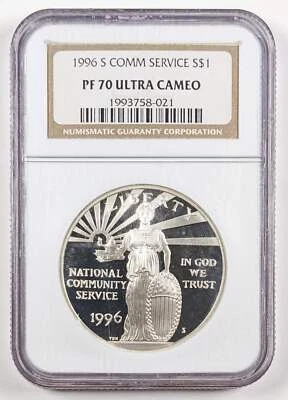 1996 S COMM SERVICE S$1
PF 70 ULTRA CAMEO
1993758-021
NUMISMATIC GUARANTY CORPORATION
LIBERTY
NATIONAL
COMMUNITY
SERVICE
IN GOD
WE
TRUST
1996
S